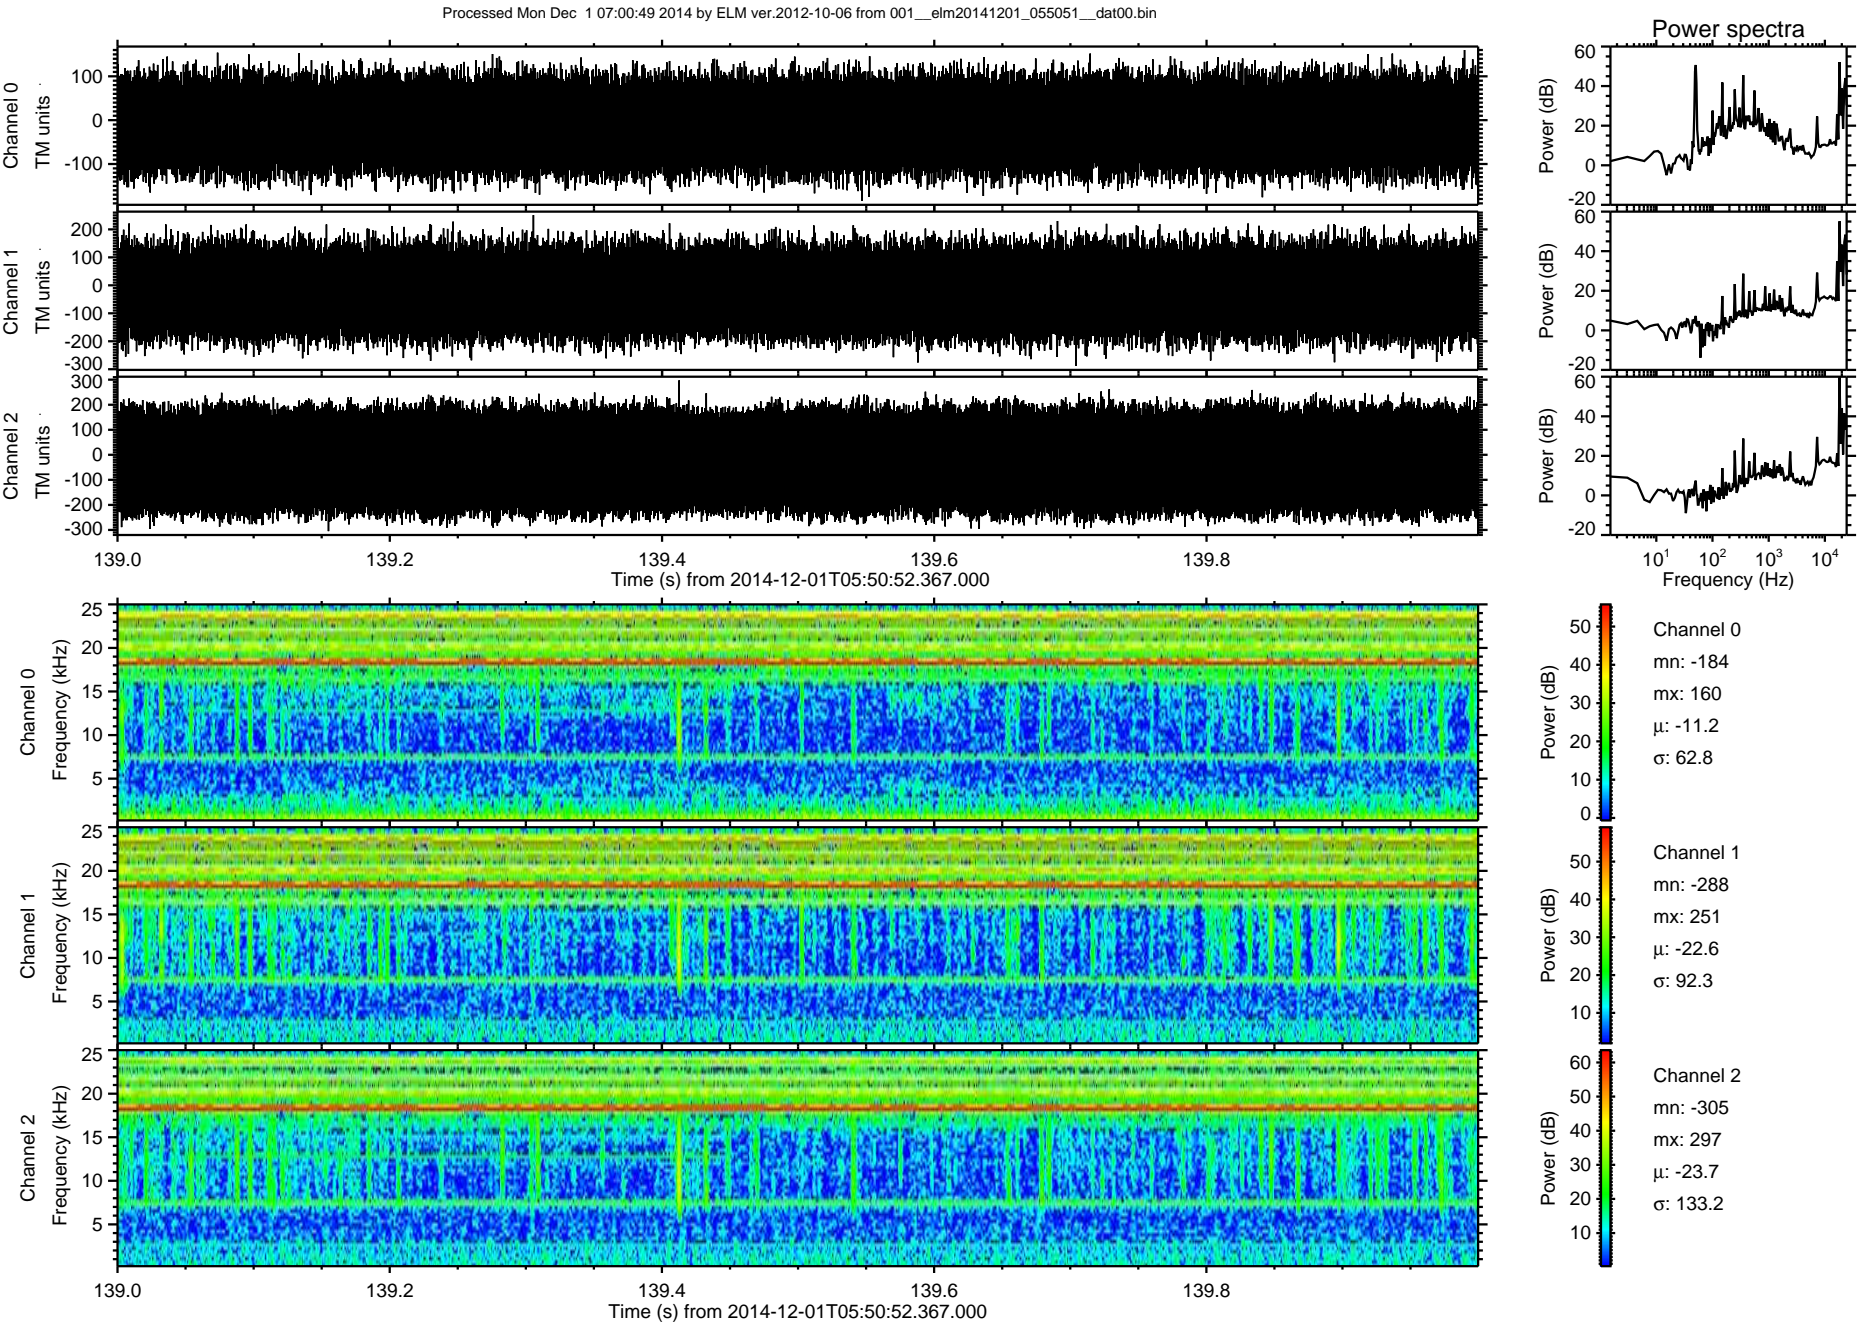 Processed Mon Dec  1 07:00:49 2014 by ELM ver.2012-10-06 from 001__elm20141201_055051__dat00.bin
Power spectra
Channel 0
TM units
100
0
-100
Power (dB)
60
40
20
0
-20
Channel 1
TM units
200
100
0
-100
-200
-300
Power (dB)
60
40
20
0
-20
Channel 2
TM units
300
200
100
0
-100
-200
-300
Power (dB)
60
40
20
0
-20
139.0 139.2 139.4 139.6 139.8
Time (s) from 2014-12-01T05:50:52.367.000
10¹ 10² 10³ 10⁴
Frequency (Hz)
Channel 0
Frequency (kHz)
25
20
15
10
5
Power (dB)
50
40
30
20
10
0
Channel 0
mn: -184
mx: 160
μ: -11.2
σ: 62.8
Channel 1
Frequency (kHz)
25
20
15
10
5
Power (dB)
50
40
30
20
10
Channel 1
mn: -288
mx: 251
μ: -22.6
σ: 92.3
Channel 2
Frequency (kHz)
25
20
15
10
5
Power (dB)
60
50
40
30
20
10
Channel 2
mn: -305
mx: 297
μ: -23.7
σ: 133.2
139.0 139.2 139.4 139.6 139.8
Time (s) from 2014-12-01T05:50:52.367.000